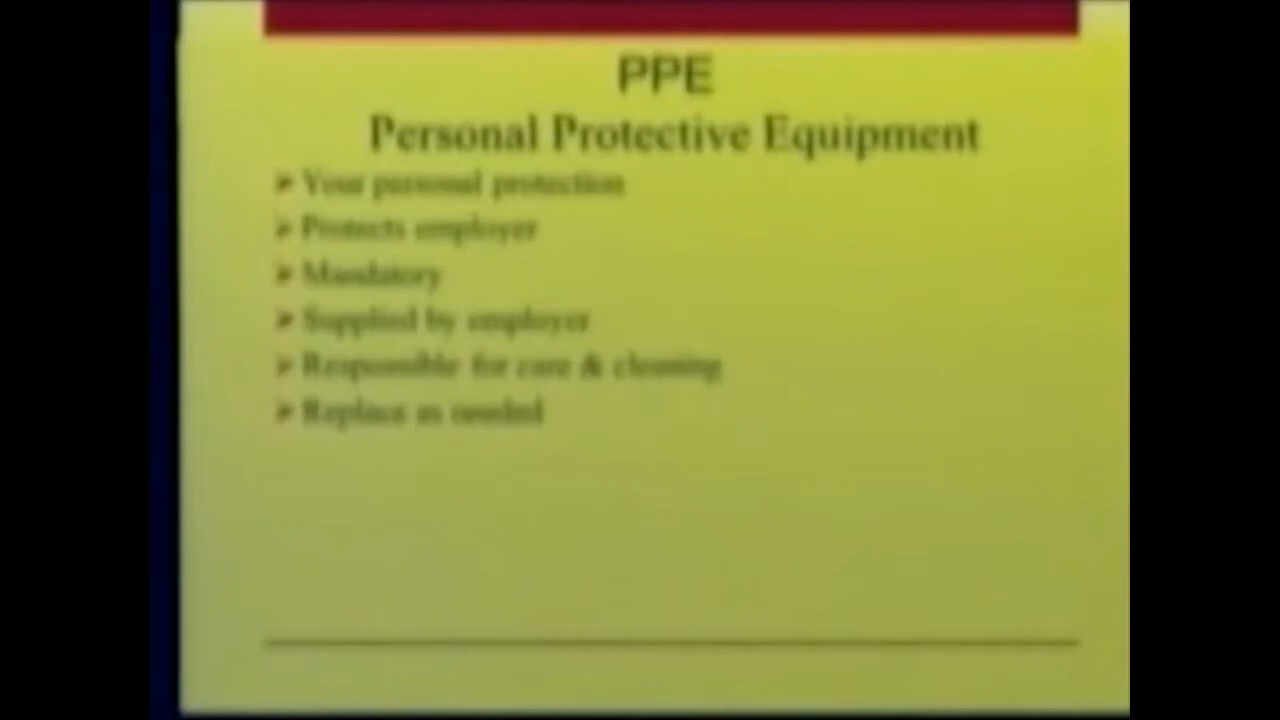 PPE
Personal Protective Equipment
Your personal protection
Protects employer
Mandatory
Supplied by employer
Responsible for care & cleaning
Replace as needed